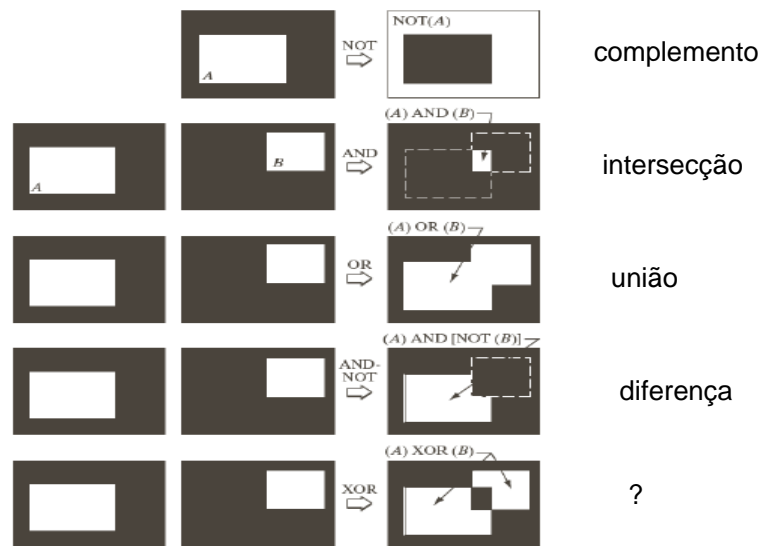 NOT(A)
NOT
A
complemento
(A) AND (B)
AND
A
B
intersecção
(A) OR (B)
OR
união
(A) AND [NOT (B)]
AND-
NOT
diferença
(A) XOR (B)
XOR
?